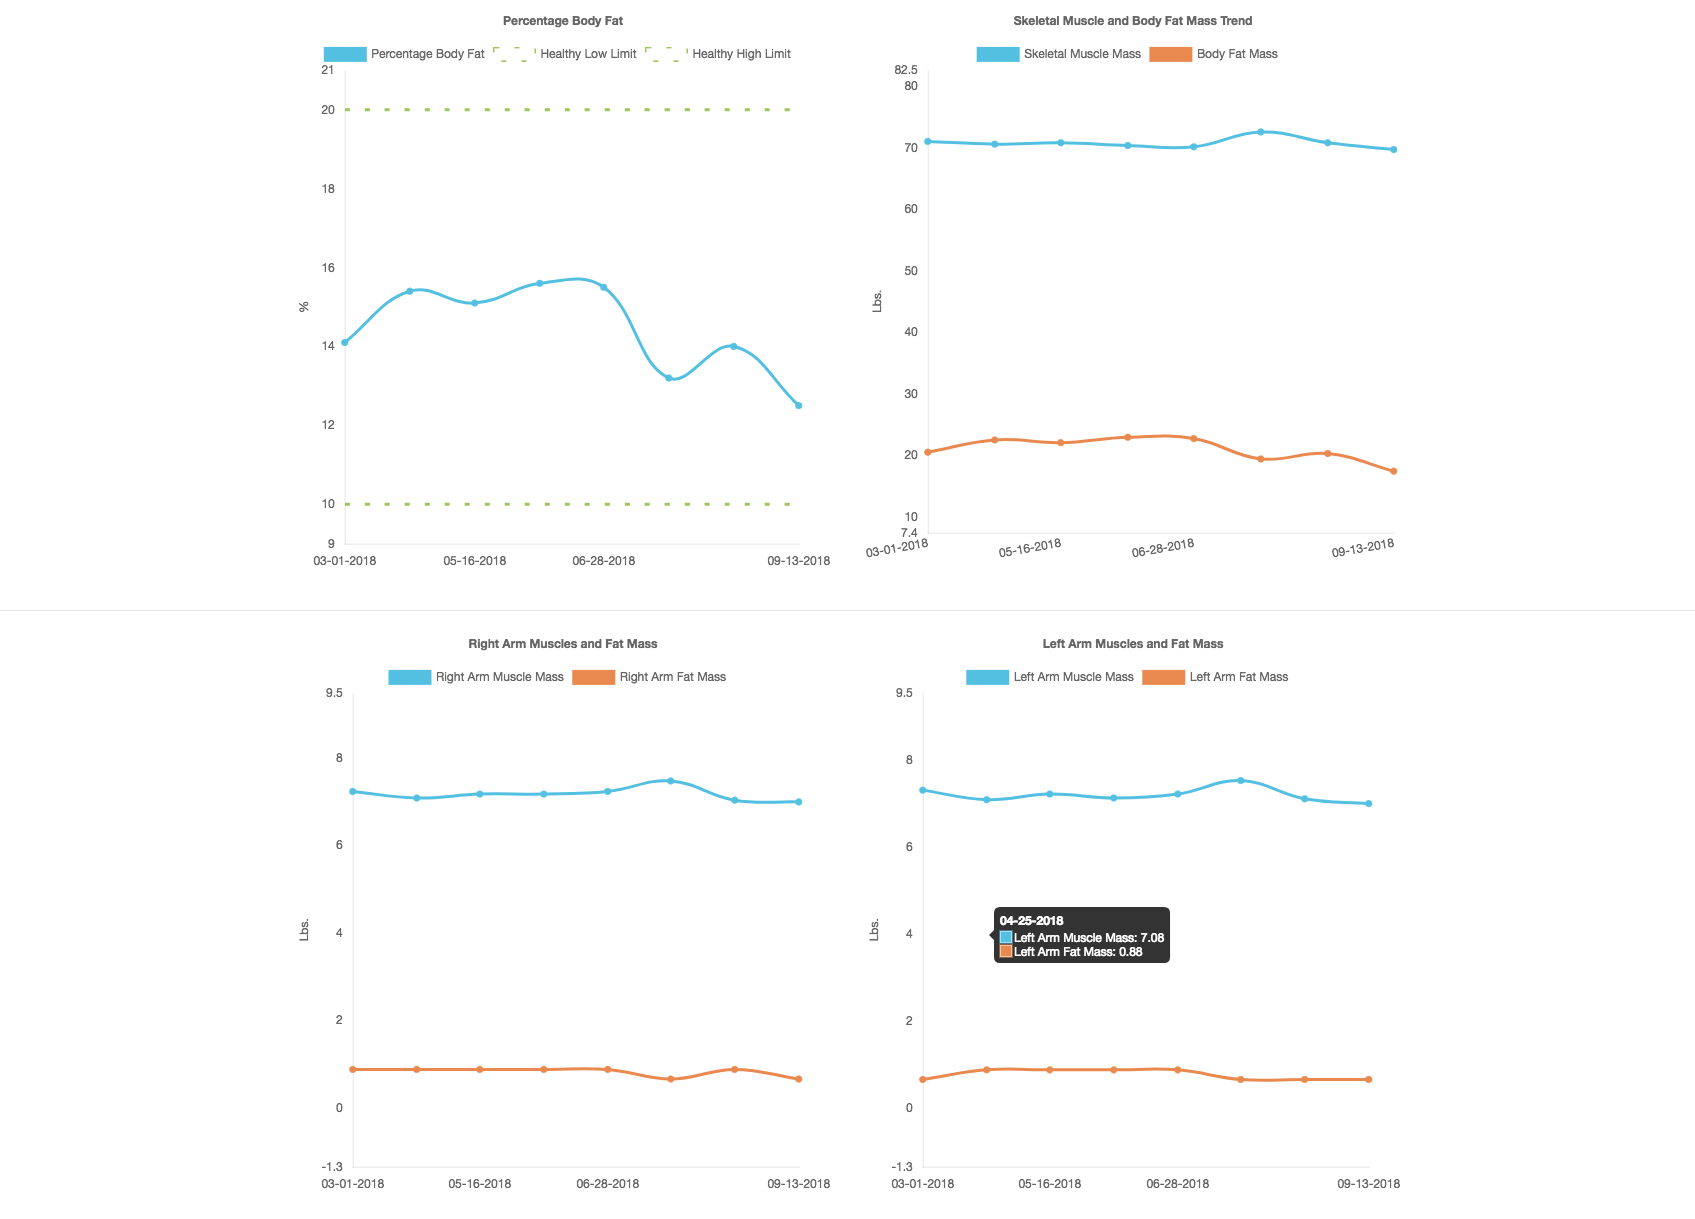 Percentage Body Fat
Percentage Body Fat Healthy Low Limit Healthy High Limit
21
20
18
16
14
12
10
9
%
03-01-2018 05-16-2018 06-28-2018 09-13-2018
Skeletal Muscle and Body Fat Mass Trend
Skeletal Muscle Mass Body Fat Mass
82.5
80
70
60
50
40
30
20
10
7.4
Lbs.
03-01-2018 05-16-2018 06-28-2018 09-13-2018
Right Arm Muscles and Fat Mass
Right Arm Muscle Mass Right Arm Fat Mass
9.5
8
6
4
2
0
-1.3
Lbs.
03-01-2018 05-16-2018 06-28-2018 09-13-2018
Left Arm Muscles and Fat Mass
Left Arm Muscle Mass Left Arm Fat Mass
9.5
8
6
4
2
0
-1.3
Lbs.
04-25-2018
Left Arm Muscle Mass: 7.08
Left Arm Fat Mass: 0.88
03-01-2018 05-16-2018 06-28-2018 09-13-2018